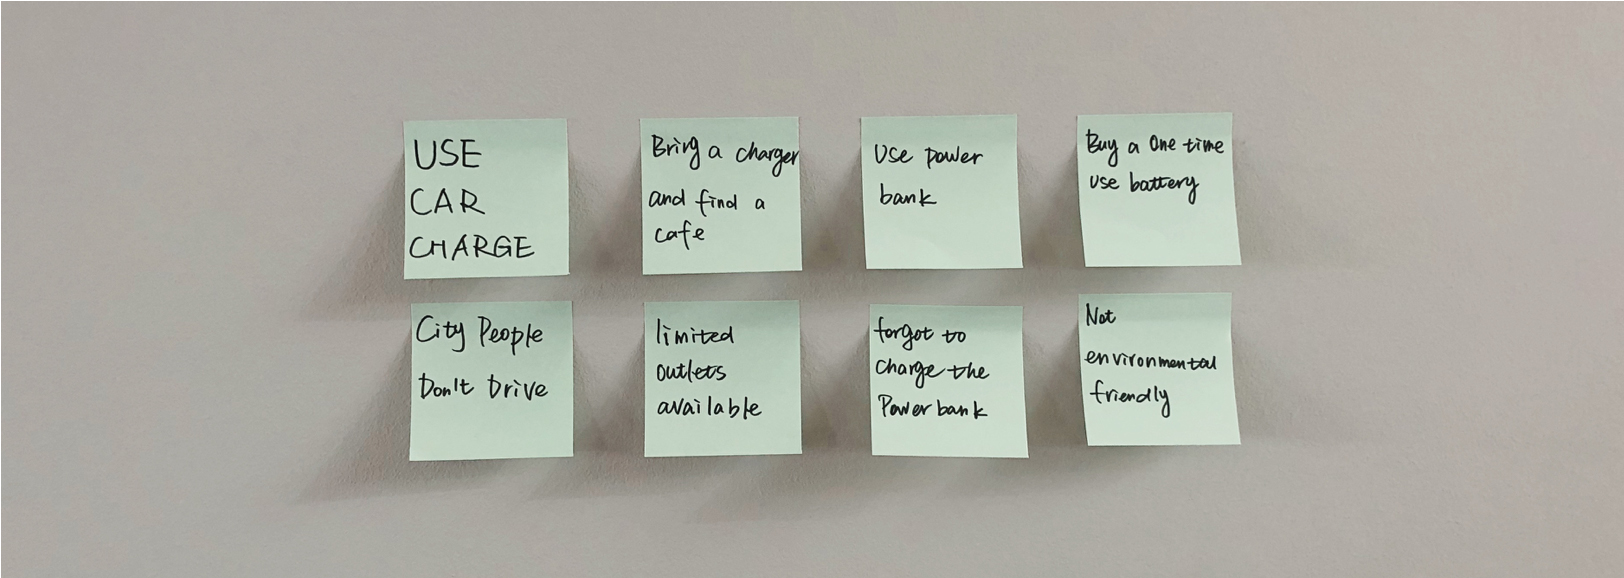 USE
CAR
CHARGE
Bring a charger
and find a
cafe
Use power
bank
Buy a One time
use battery
City People
Don't Drive
limited
outlets
available
forgot to
charge the
Power bank
Not
environmental
friendly